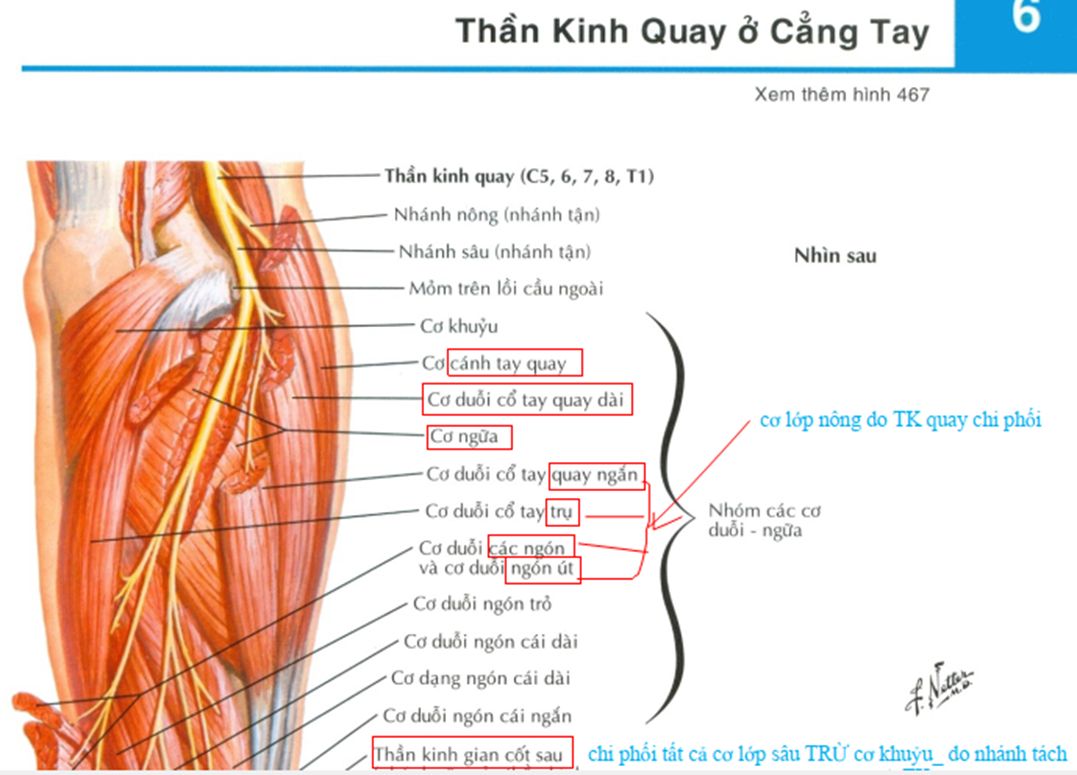 6
Thần Kinh Quay ở Cẳng Tay
Xem thêm hình 467
Thần kinh quay (C5, 6, 7, 8, T1)
Nhánh nông (nhánh tận)
Nhánh sâu (nhánh tận)
Nhìn sau
Mỏm trên lồi cầu ngoài
Cơ khuỷu
Cơ cánh tay quay
Cơ duỗi cổ tay quay dài
cơ lớp nông do TK quay chi phối
Cơ ngữa
Cơ duỗi cổ tay quay ngắn
Cơ duỗi cổ tay trụ
Nhóm các cơ
duỗi - ngữa
Cơ duỗi các ngón
và cơ duỗi ngón út
Cơ duỗi ngón trỏ
Cơ duỗi ngón cái dài
Cơ dạng ngón cái dài
F. Netter M.D.
Cơ duỗi ngón cái ngắn
Thần kinh gian cốt sau
chi phối tất cả cơ lớp sâu TRỪ cơ khuỷu_ do nhánh tách